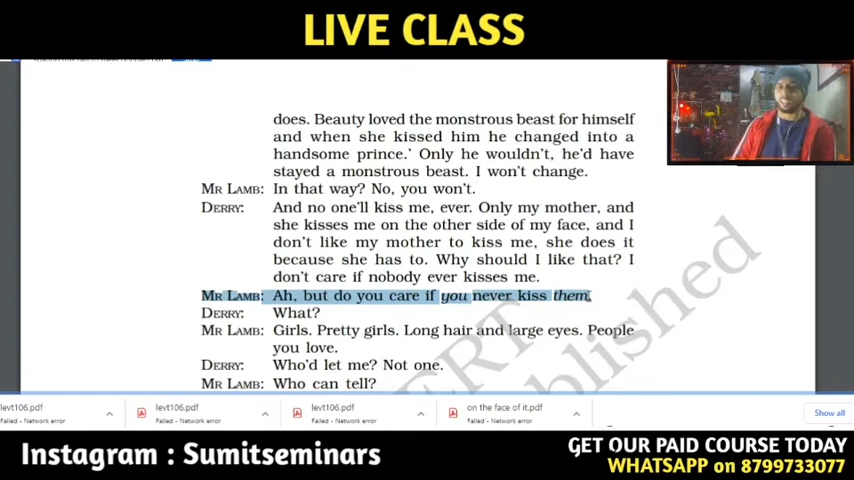 LIVE CLASS
does. Beauty loved the monstrous beast for himself
and when she kissed him he changed into a
handsome prince.' Only he wouldn't, he'd have
stayed a monstrous beast. I won't change.
MR LAMB: In that way? No, you won't.
DERRY: And no one'll kiss me, ever. Only my mother, and
she kisses me on the other side of my face, and I
don't like my mother to kiss me, she does it
because she has to. Why should I like that? I
don't care if nobody ever kisses me.
MR LAMB: Ah, but do you care if you never kiss them.
DERRY: What?
MR LAMB: Girls. Pretty girls. Long hair and large eyes. People
you love.
DERRY: Who'd let me? Not one.
MR LAMB: Who can tell?
levt106.pdf
Failed - Network error
levt106.pdf
Failed - Network error
levt106.pdf
Failed - Network error
on the face of it.pdf
Failed - Network error
Show all
Instagram : Sumitseminars
GET OUR PAID COURSE TODAY
WHATSAPP on 8799733077